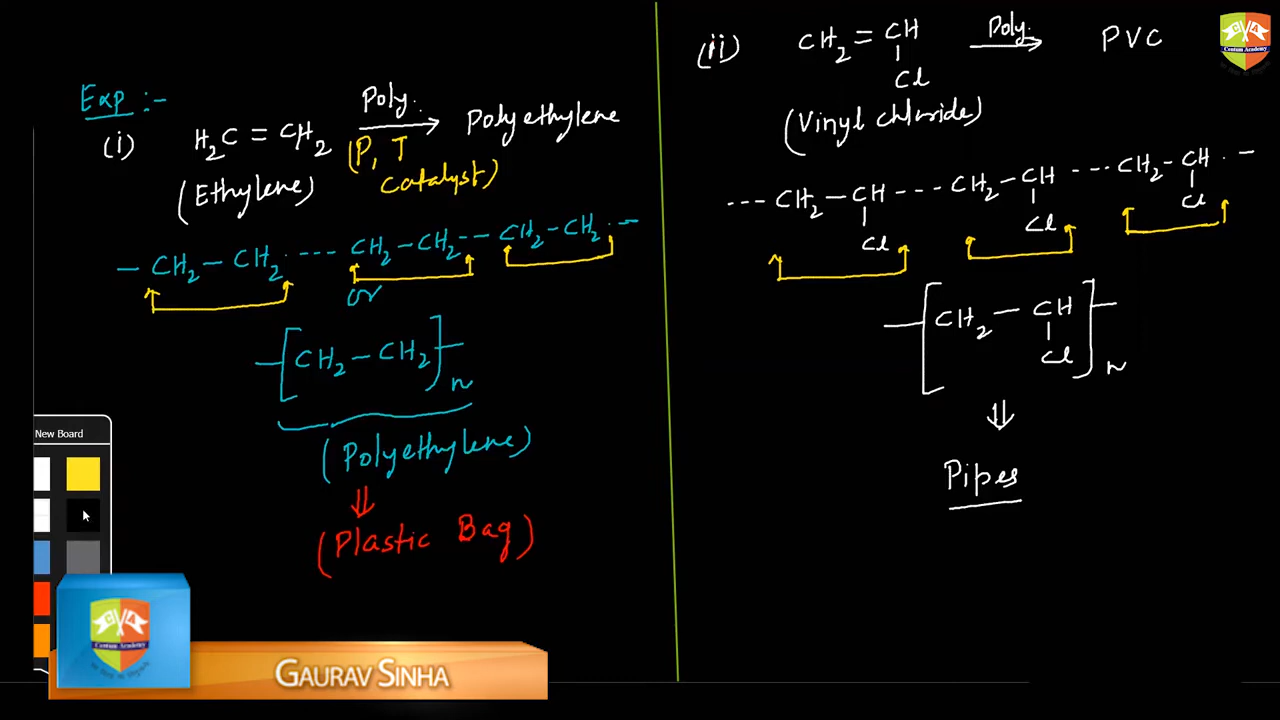 Exp :-
(i) H₂C = CH₂ Poly. → Polyethylene
(Ethylene) (P, T
Catalyst)
– CH₂ – CH₂ ··· CH₂ – CH₂ -- CH₂ – CH₂ · –
or
–[CH₂ – CH₂]–n
(Polyethylene)
⇓
(Plastic Bag)
(ii) CH₂ = CH Poly. → PVC
Cl
(Vinyl chloride)
--- CH₂ – CH --- CH₂ – CH --- CH₂ – CH · –
Cl Cl Cl
–[CH₂ – CH]–n
Cl
⇓
Pipes
New Board
GAURAV SINHA
Centum Academy